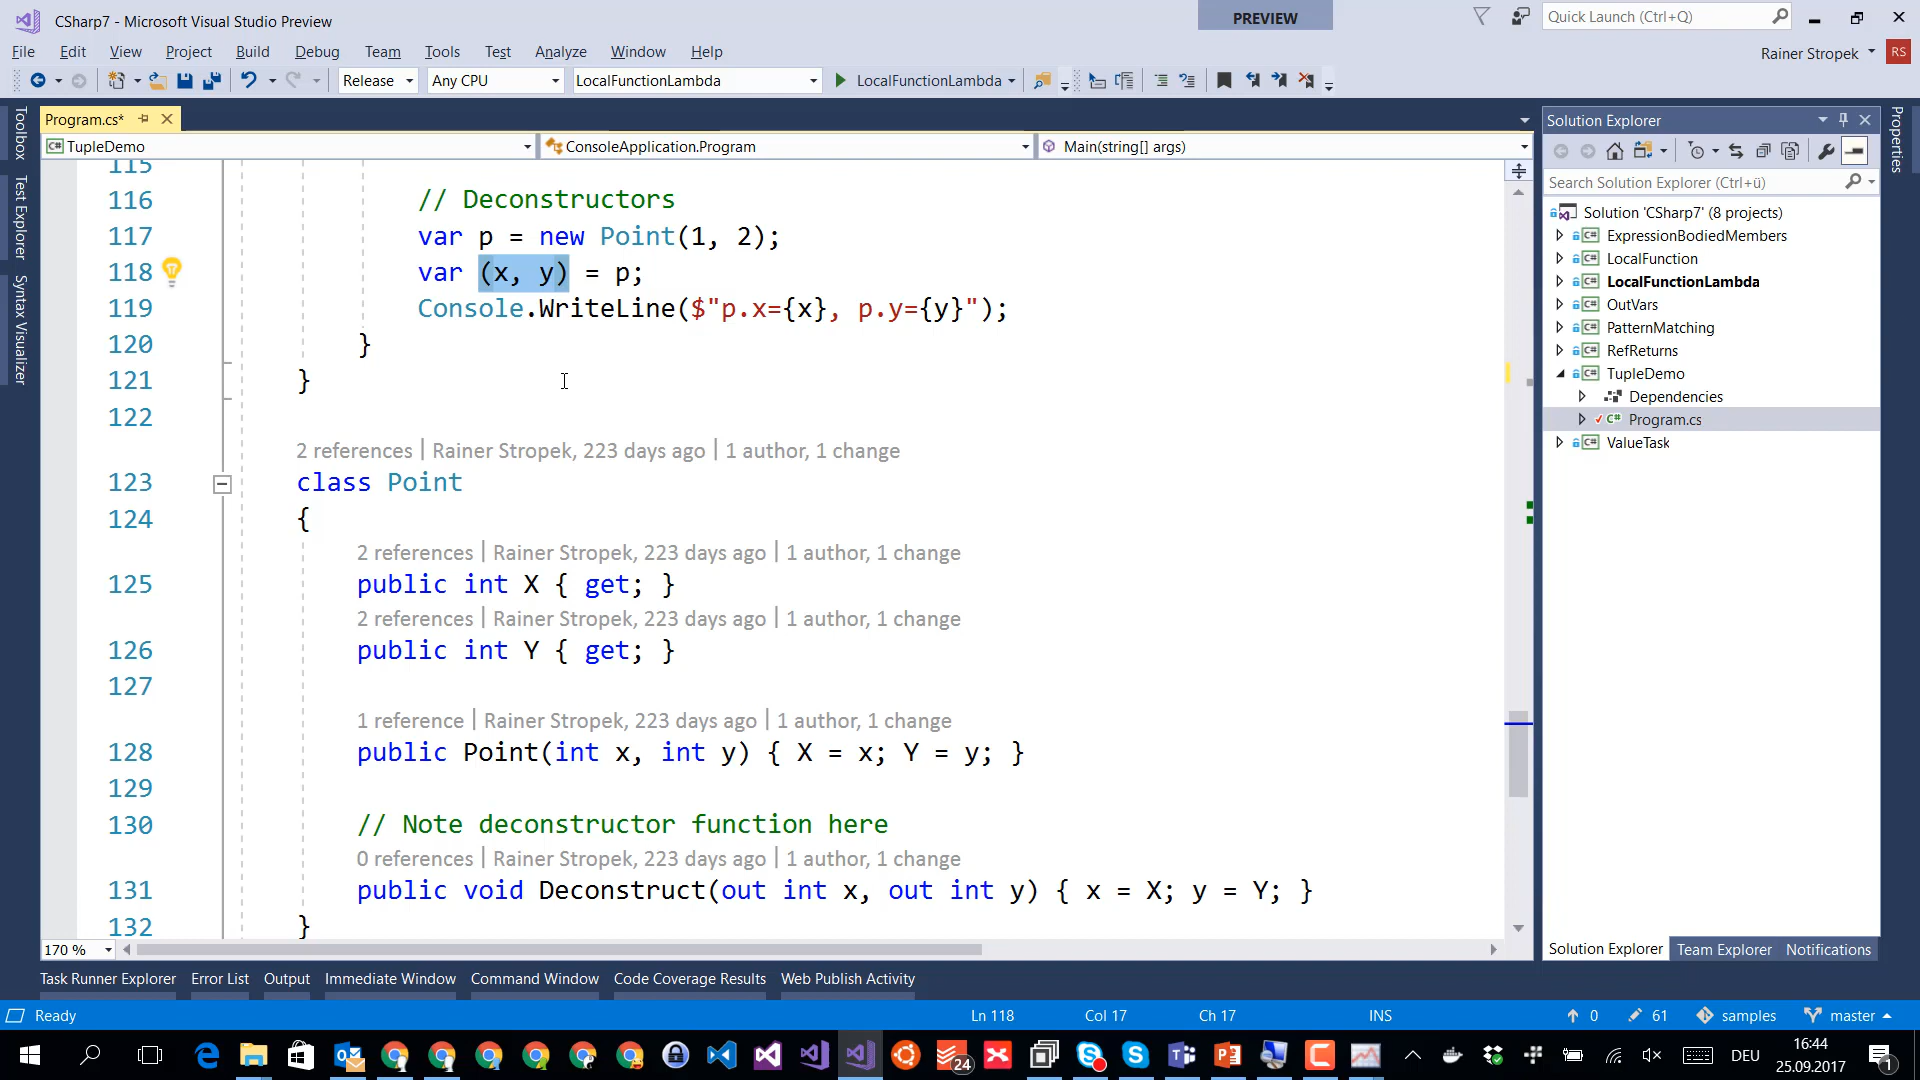 CSharp7 - Microsoft Visual Studio Preview
PREVIEW
Quick Launch (Ctrl+Q)
File Edit View Project Build Debug Team Tools Test Analyze Window Help
Rainer Stropek RS
Release Any CPU LocalFunctionLambda LocalFunctionLambda
Toolbox
Test Explorer
Syntax Visualizer
Program.cs*
TupleDemo ConsoleApplication.Program Main(string[] args)
115
116 // Deconstructors
117 var p = new Point(1, 2);
118 var (x, y) = p;
119 Console.WriteLine($"p.x={x}, p.y={y}");
120 }
121 }
122
2 references | Rainer Stropek, 223 days ago | 1 author, 1 change
123 class Point
124 {
2 references | Rainer Stropek, 223 days ago | 1 author, 1 change
125 public int X { get; }
2 references | Rainer Stropek, 223 days ago | 1 author, 1 change
126 public int Y { get; }
127
1 reference | Rainer Stropek, 223 days ago | 1 author, 1 change
128 public Point(int x, int y) { X = x; Y = y; }
129
130 // Note deconstructor function here
0 references | Rainer Stropek, 223 days ago | 1 author, 1 change
131 public void Deconstruct(out int x, out int y) { x = X; y = Y; }
132 }
170 %
Solution Explorer
Search Solution Explorer (Ctrl+ü)
Solution 'CSharp7' (8 projects)
C# ExpressionBodiedMembers
C# LocalFunction
C# LocalFunctionLambda
C# OutVars
C# PatternMatching
C# RefReturns
C# TupleDemo
Dependencies
C# Program.cs
C# ValueTask
Solution Explorer Team Explorer Notifications
Properties
Task Runner Explorer Error List Output Immediate Window Command Window Code Coverage Results Web Publish Activity
Ready Ln 118 Col 17 Ch 17 INS 0 61 samples master
24 DEU 16:44
25.09.2017 1